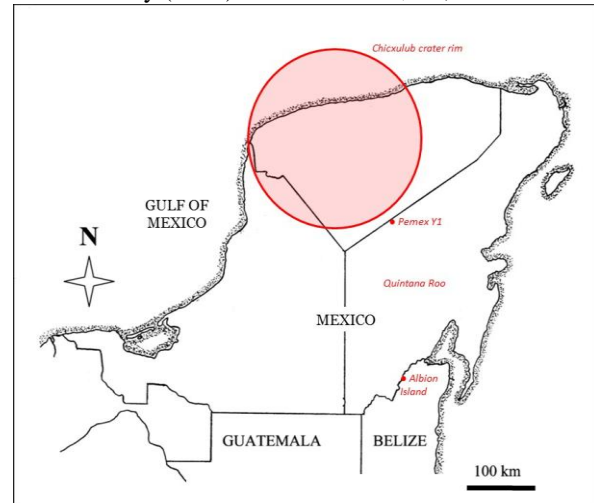 Chicxulub crater rim
GULF OF
MEXICO
N
Pemex Y1
Quintana Roo
MEXICO
Albion
Island
GUATEMALA
BELIZE
100 km